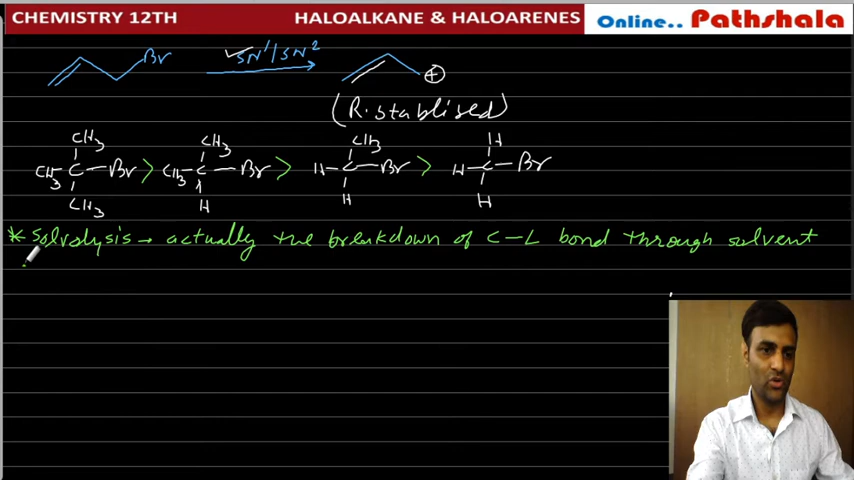 CHEMISTRY 12TH HALOALKANE & HALOARENES Online.. Pathshala
Br SN1/SN2 +
(R. stablised)
CH3 CH3 CH3 H
CH3-C-Br > CH3-C-Br > H-C-Br > H-C-Br
CH3 H H H
*Solvolysis → actually the breakdown of C-L bond through solvent